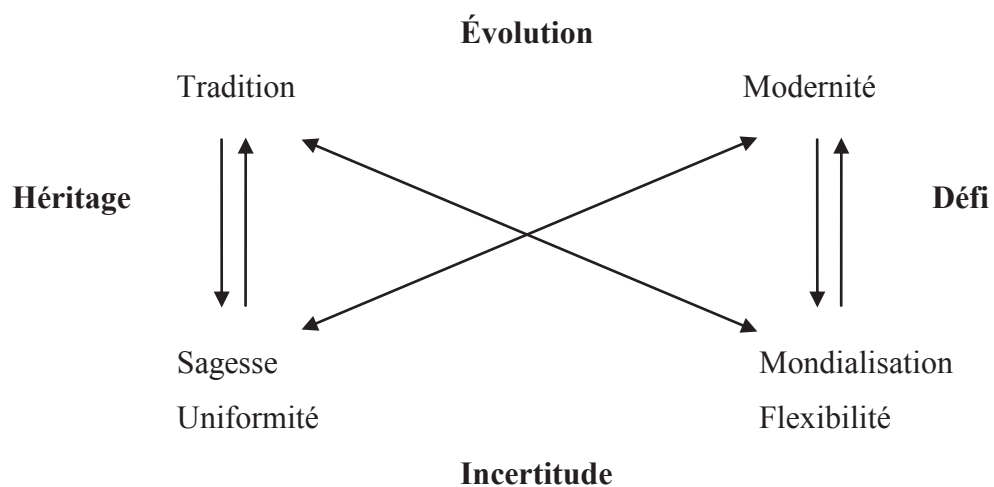 Évolution
Tradition Modernité
Héritage Défi
Sagesse Mondialisation
Uniformité Flexibilité
Incertitude